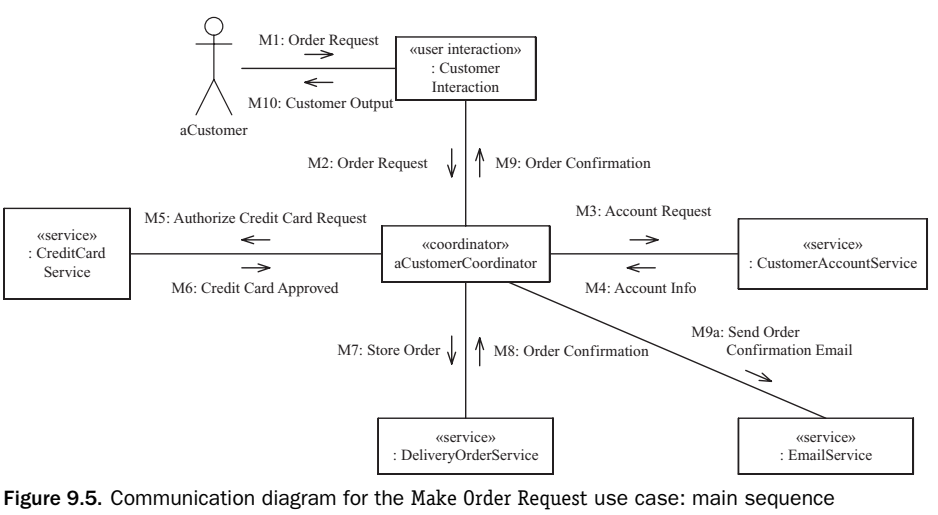 M1: Order Request
M10: Customer Output
aCustomer
«user interaction»
: Customer
Interaction
M2: Order Request
M9: Order Confirmation
M5: Authorize Credit Card Request
M6: Credit Card Approved
«service»
: CreditCard
Service
«coordinator»
aCustomerCoordinator
M3: Account Request
M4: Account Info
«service»
: CustomerAccountService
M7: Store Order
M8: Order Confirmation
M9a: Send Order
Confirmation Email
«service»
: DeliveryOrderService
«service»
: EmailService
Figure 9.5. Communication diagram for the Make Order Request use case: main sequence